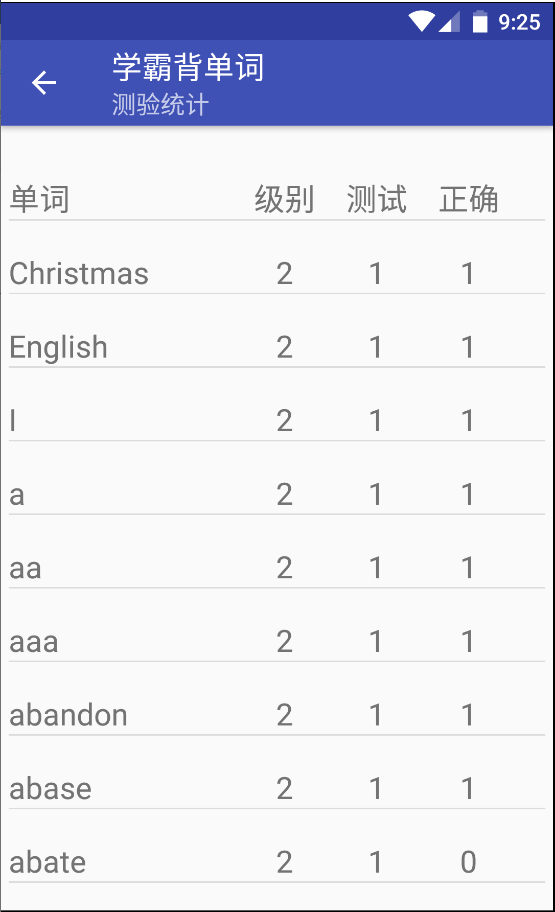 9:25
学霸背单词
测验统计
单词 级别 测试 正确
Christmas 2 1 1
English 2 1 1
I 2 1 1
a 2 1 1
aa 2 1 1
aaa 2 1 1
abandon 2 1 1
abase 2 1 1
abate 2 1 0